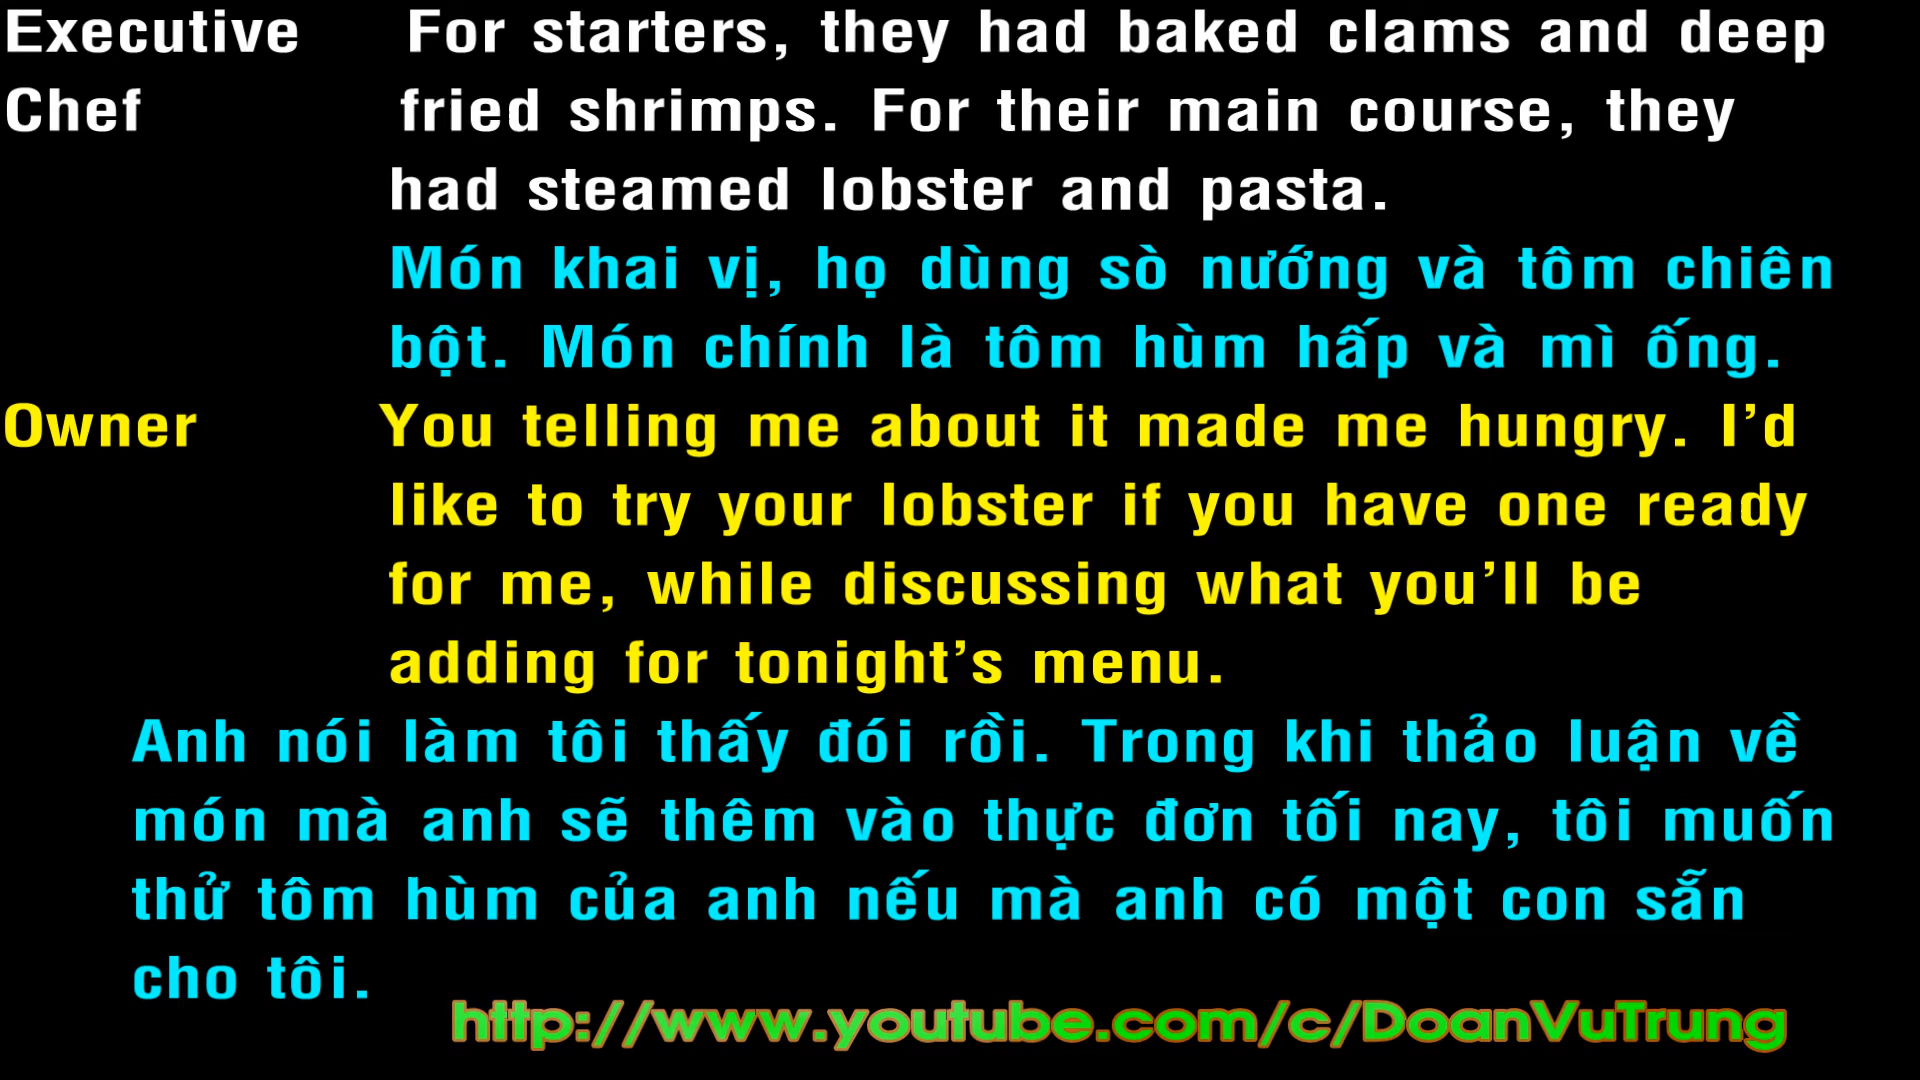 Executive For starters, they had baked clams and deep
Chef fried shrimps. For their main course, they
had steamed lobster and pasta.
Món khai vị, họ dùng sò nướng và tôm chiên
bột. Món chính là tôm hùm hấp và mì ống.
Owner You telling me about it made me hungry. I’d
like to try your lobster if you have one ready
for me, while discussing what you’ll be
adding for tonight’s menu.
Anh nói làm tôi thấy đói rồi. Trong khi thảo luận về
món mà anh sẽ thêm vào thực đơn tối nay, tôi muốn
thử tôm hùm của anh nếu mà anh có một con sẵn
cho tôi.
http://www.youtube.com/c/DoanVuTrung